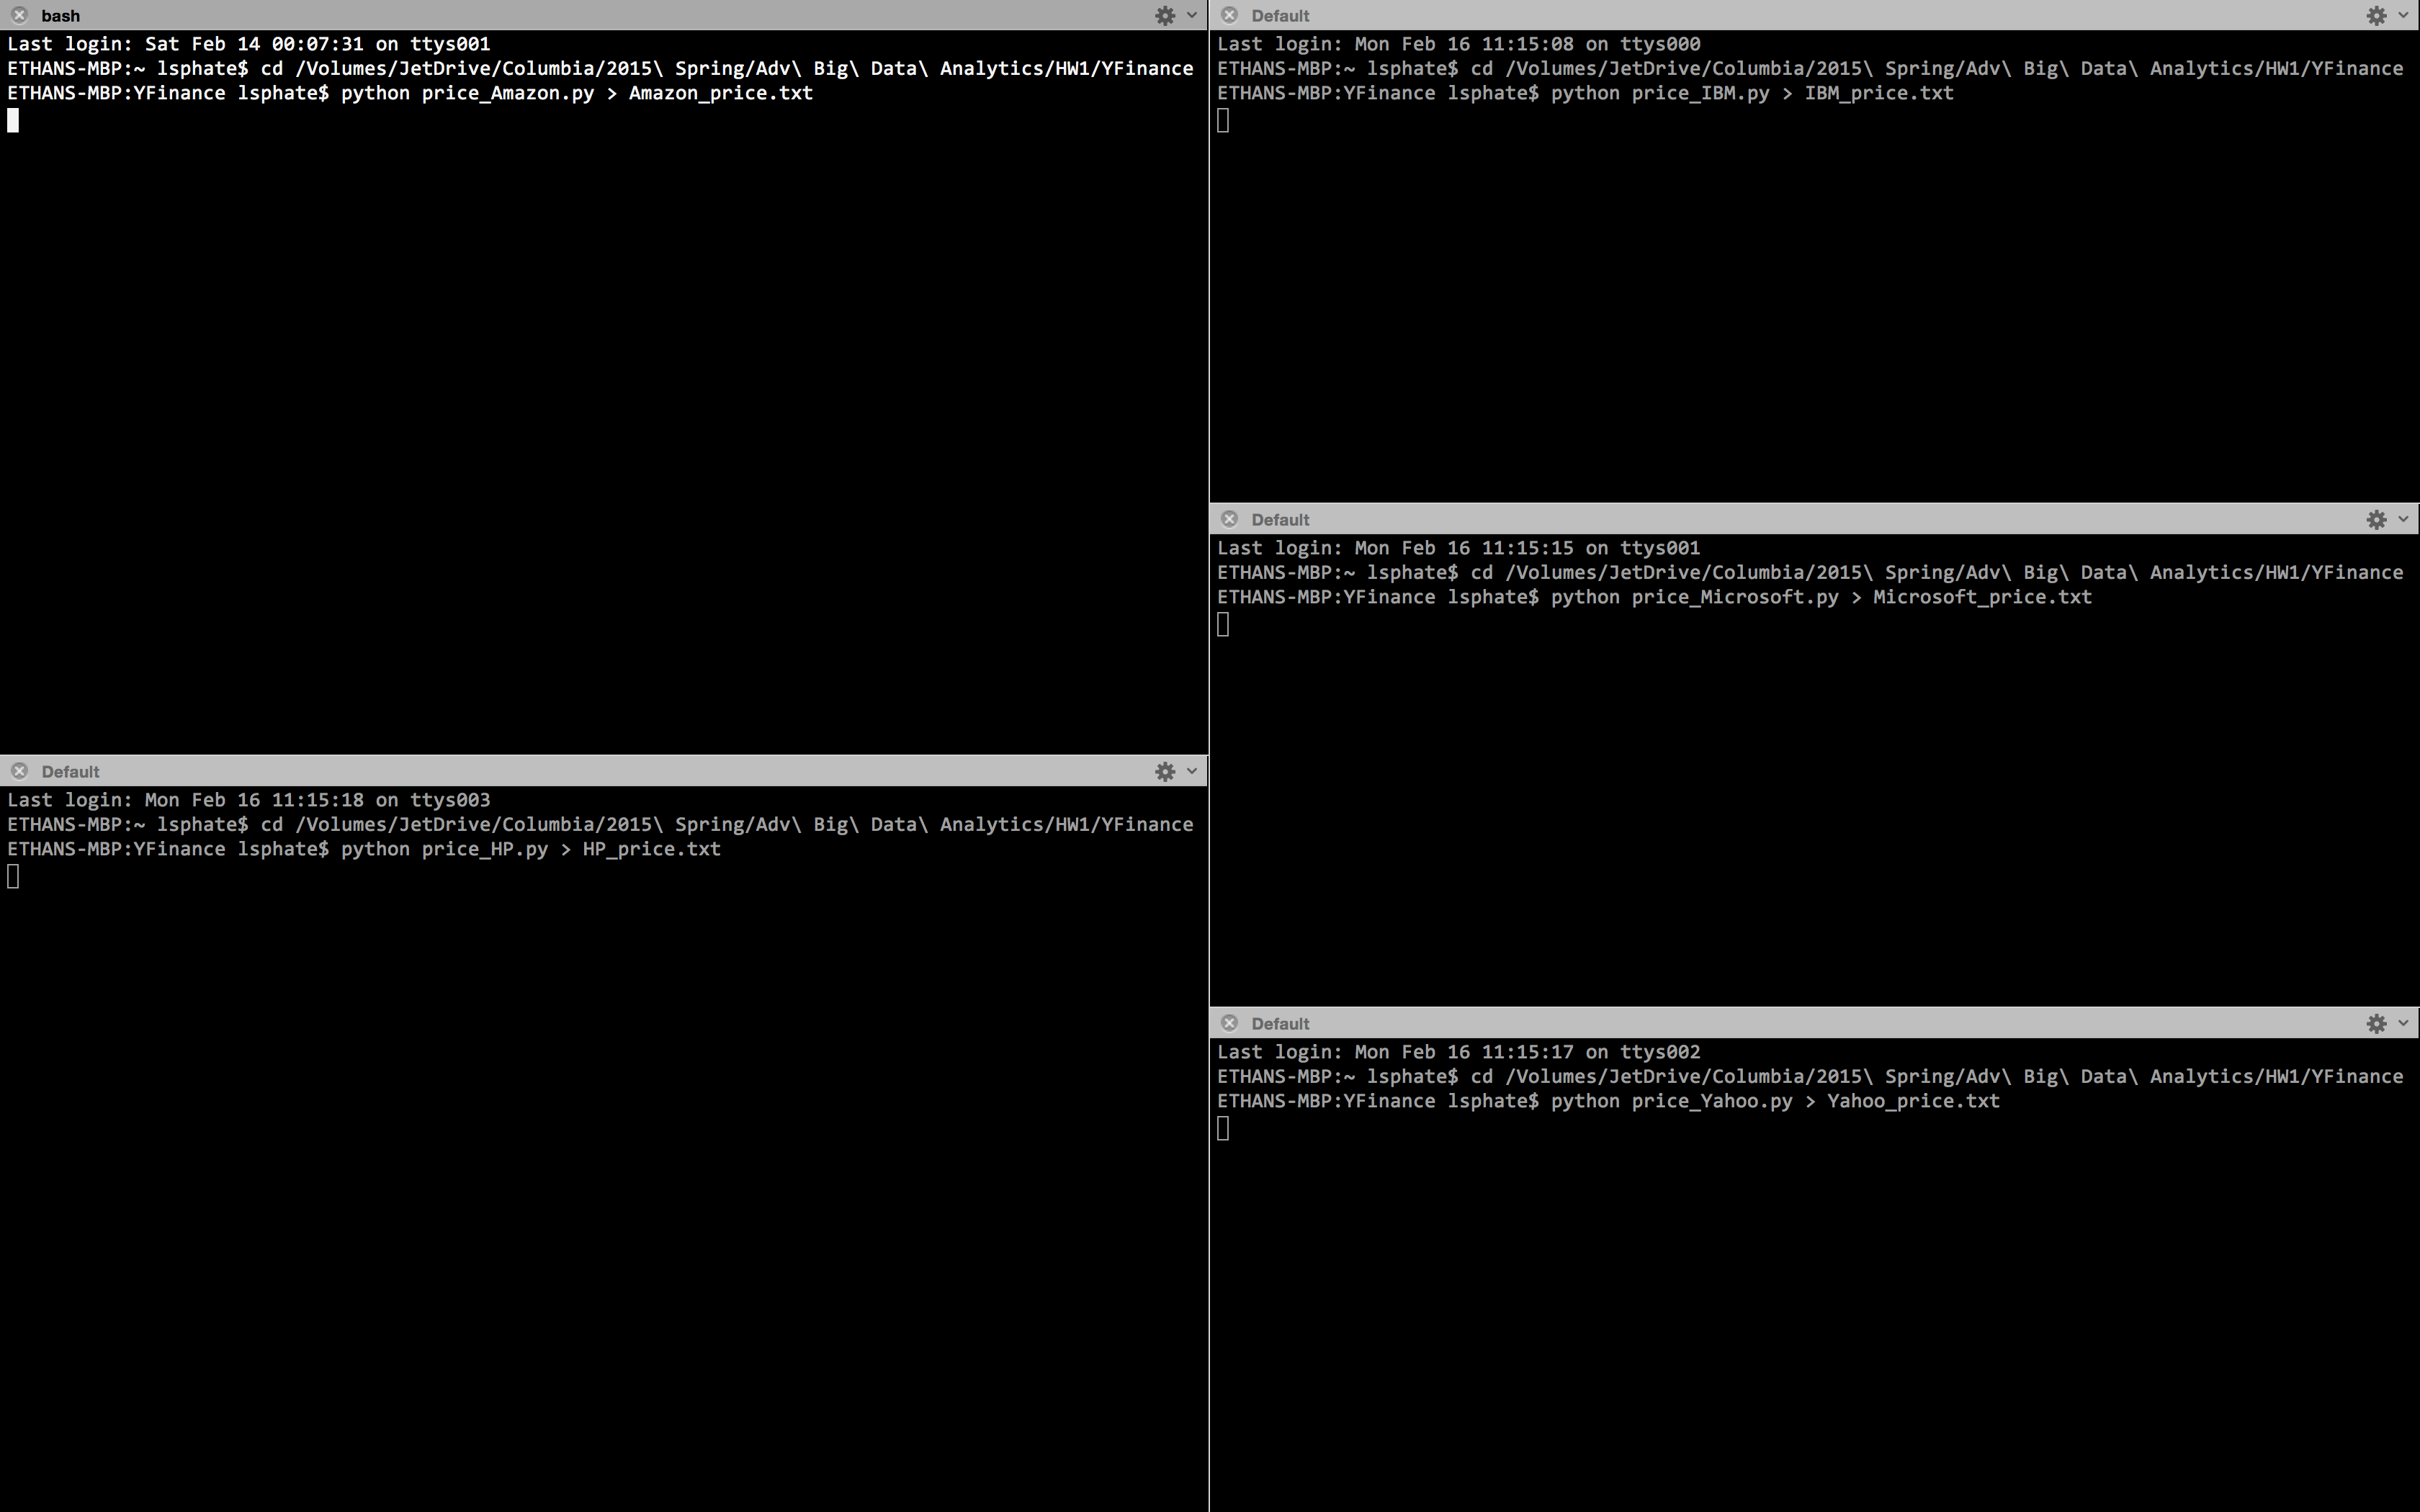 bash
Last login: Sat Feb 14 00:07:31 on ttys001
ETHANS-MBP:~ lsphate$ cd /Volumes/JetDrive/Columbia/2015\ Spring/Adv\ Big\ Data\ Analytics/HW1/YFinance
ETHANS-MBP:YFinance lsphate$ python price_Amazon.py > Amazon_price.txt
Default
Last login: Mon Feb 16 11:15:18 on ttys003
ETHANS-MBP:~ lsphate$ cd /Volumes/JetDrive/Columbia/2015\ Spring/Adv\ Big\ Data\ Analytics/HW1/YFinance
ETHANS-MBP:YFinance lsphate$ python price_HP.py > HP_price.txt
Default
Last login: Mon Feb 16 11:15:08 on ttys000
ETHANS-MBP:~ lsphate$ cd /Volumes/JetDrive/Columbia/2015\ Spring/Adv\ Big\ Data\ Analytics/HW1/YFinance
ETHANS-MBP:YFinance lsphate$ python price_IBM.py > IBM_price.txt
Default
Last login: Mon Feb 16 11:15:15 on ttys001
ETHANS-MBP:~ lsphate$ cd /Volumes/JetDrive/Columbia/2015\ Spring/Adv\ Big\ Data\ Analytics/HW1/YFinance
ETHANS-MBP:YFinance lsphate$ python price_Microsoft.py > Microsoft_price.txt
Default
Last login: Mon Feb 16 11:15:17 on ttys002
ETHANS-MBP:~ lsphate$ cd /Volumes/JetDrive/Columbia/2015\ Spring/Adv\ Big\ Data\ Analytics/HW1/YFinance
ETHANS-MBP:YFinance lsphate$ python price_Yahoo.py > Yahoo_price.txt